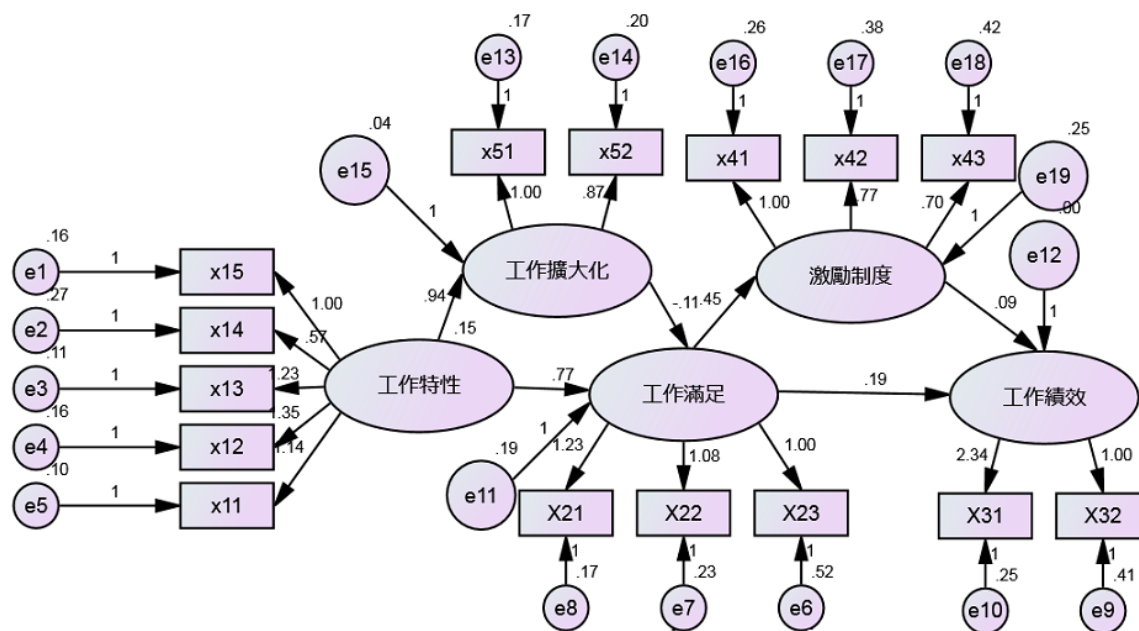 .17
.20
.26
.38
.42
e13
e14
e16
e17
e18
1
1
1
1
1
.04
.25
x51
x52
x41
x42
x43
e15
e19
1.00
.87
1.00
.77
.70
1
1
.00
e12
.16
e1
1
x15
工作擴大化
激勵制度
.27
1.00
.94
-.11
.45
.09
1
e2
1
x14
.57
.15
.11
e3
1
x13
1.23
工作特性
.77
工作滿足
.19
工作績效
.16
e4
1
x12
1.35
1
1.23
1.08
1.00
2.34
1.00
.10
e5
1
x11
1.14
.19
e11
X21
X22
X23
X31
X32
1
1
1
1
1
.17
.23
.52
.25
.41
e8
e7
e6
e10
e9